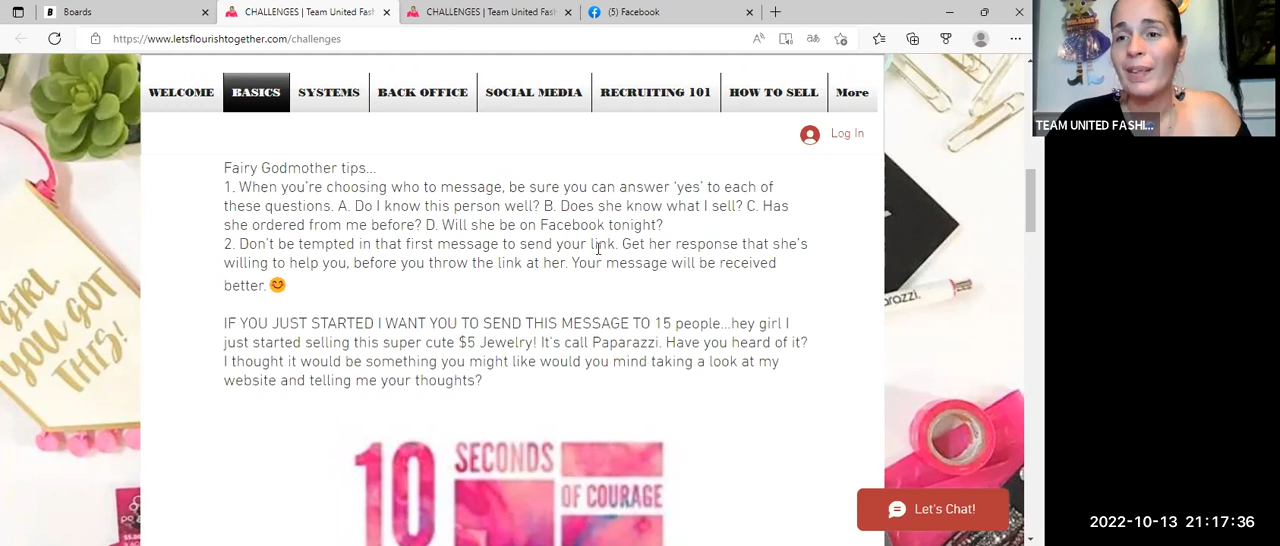 Boards
CHALLENGES | Team United Fash
CHALLENGES | Team United Fash
(5) Facebook
https://www.letsflourishtogether.com/challenges
WELCOME
BASICS
SYSTEMS
BACK OFFICE
SOCIAL MEDIA
RECRUITING 101
HOW TO SELL
More
Log In
TEAM UNITED FASHI...
Fairy Godmother tips...
1. When you're choosing who to message, be sure you can answer 'yes' to each of
these questions. A. Do I know this person well? B. Does she know what I sell? C. Has
she ordered from me before? D. Will she be on Facebook tonight?
2. Don't be tempted in that first message to send your link. Get her response that she's
willing to help you, before you throw the link at her. Your message will be received
better.
IF YOU JUST STARTED I WANT YOU TO SEND THIS MESSAGE TO 15 people...hey girl I
just started selling this super cute $5 Jewelry! It's call Paparazzi. Have you heard of it?
I thought it would be something you might like would you mind taking a look at my
website and telling me your thoughts?
10
SECONDS
OF COURAGE
GIRL
YOU GOT
THIS!
arazzi.
Let's Chat!
2022-10-13 21:17:36